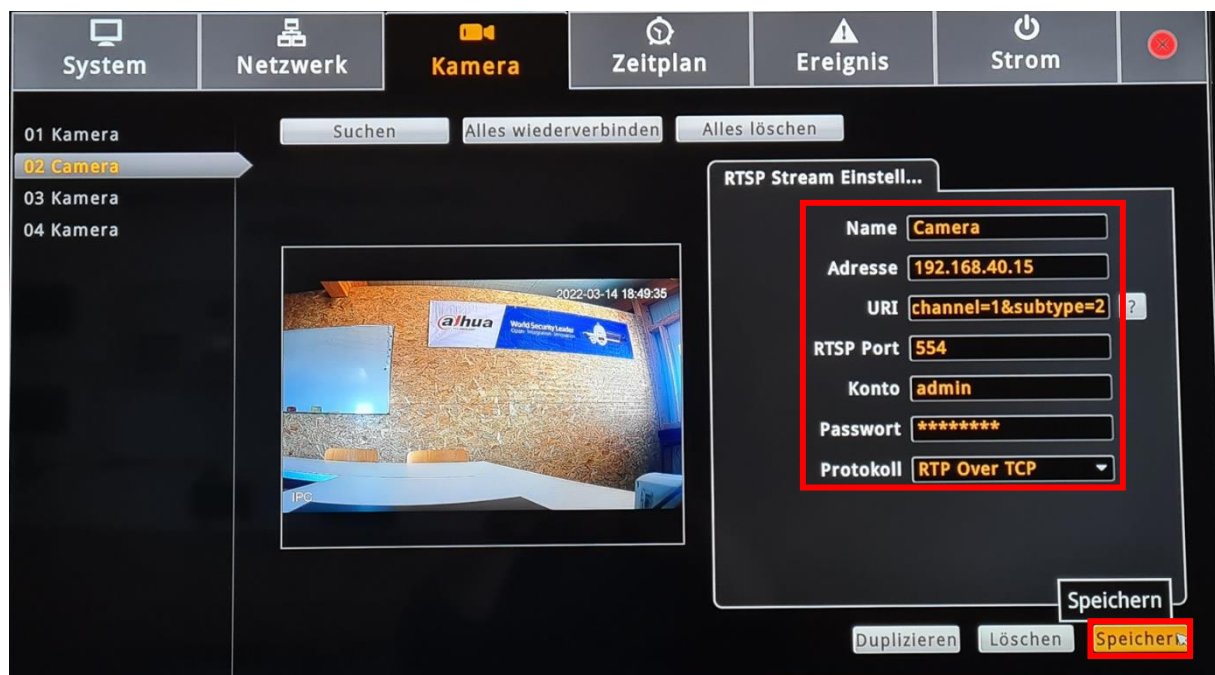 System
Netzwerk
Kamera
Zeitplan
Ereignis
Strom
01 Kamera
02 Camera
03 Kamera
04 Kamera
Suchen
Alles wiederverbinden
Alles löschen
RTSP Stream Einstell...
Name Camera
Adresse 192.168.40.15
URI channel=1&subtype=2 ?
RTSP Port 554
Konto admin
Passwort ********
Protokoll RTP Over TCP
2022-03-14 18:49:35
alhua
World Security Leader
IPC
Speichern
Duplizieren
Löschen
Speichern